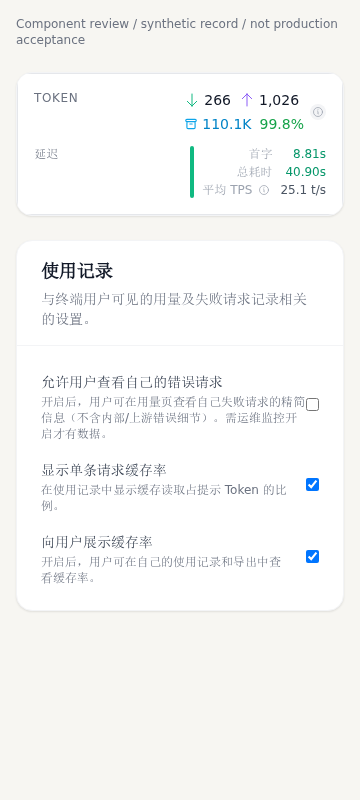 Component review / synthetic record / not production
acceptance
TOKEN
266 1,026
110.1K 99.8%
延迟
首字 8.81s
总耗时 40.90s
平均 TPS 25.1 t/s
使用记录
与终端用户可见的用量及失败请求记录相关
的设置。
允许用户查看自己的错误请求
开启后，用户可在用量页查看自己失败请求的精简
信息（不含内部/上游错误细节）。需运维监控开
启才有数据。
显示单条请求缓存率
在使用记录中显示缓存读取占提示 Token 的比
例。
向用户展示缓存率
开启后，用户可在自己的使用记录和导出中查
看缓存率。